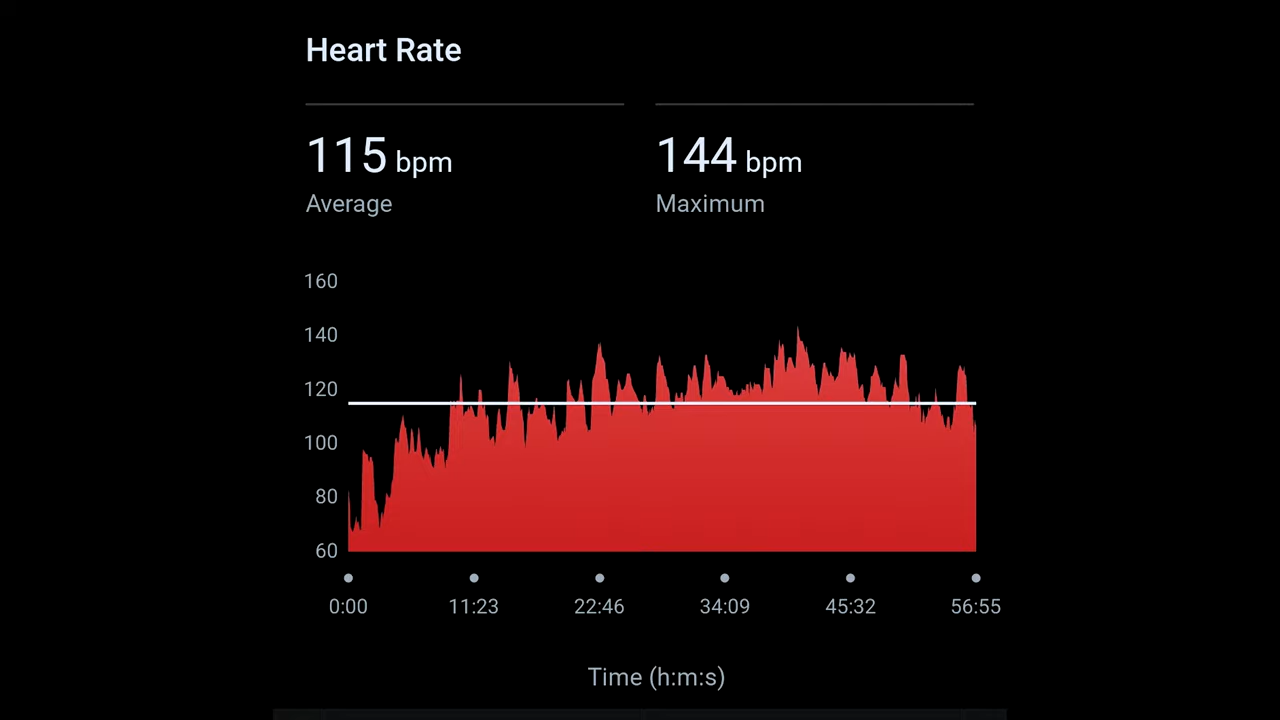 Heart Rate
115 bpm 144 bpm
Average Maximum
160
140
120
100
80
60
0:00 11:23 22:46 34:09 45:32 56:55
Time (h:m:s)